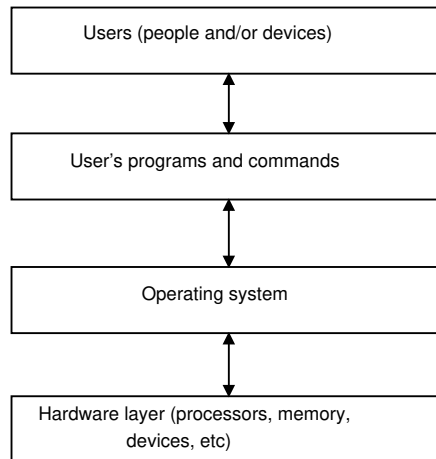 Users (people and/or devices)
User's programs and commands
Operating system
Hardware layer (processors, memory,
devices, etc)